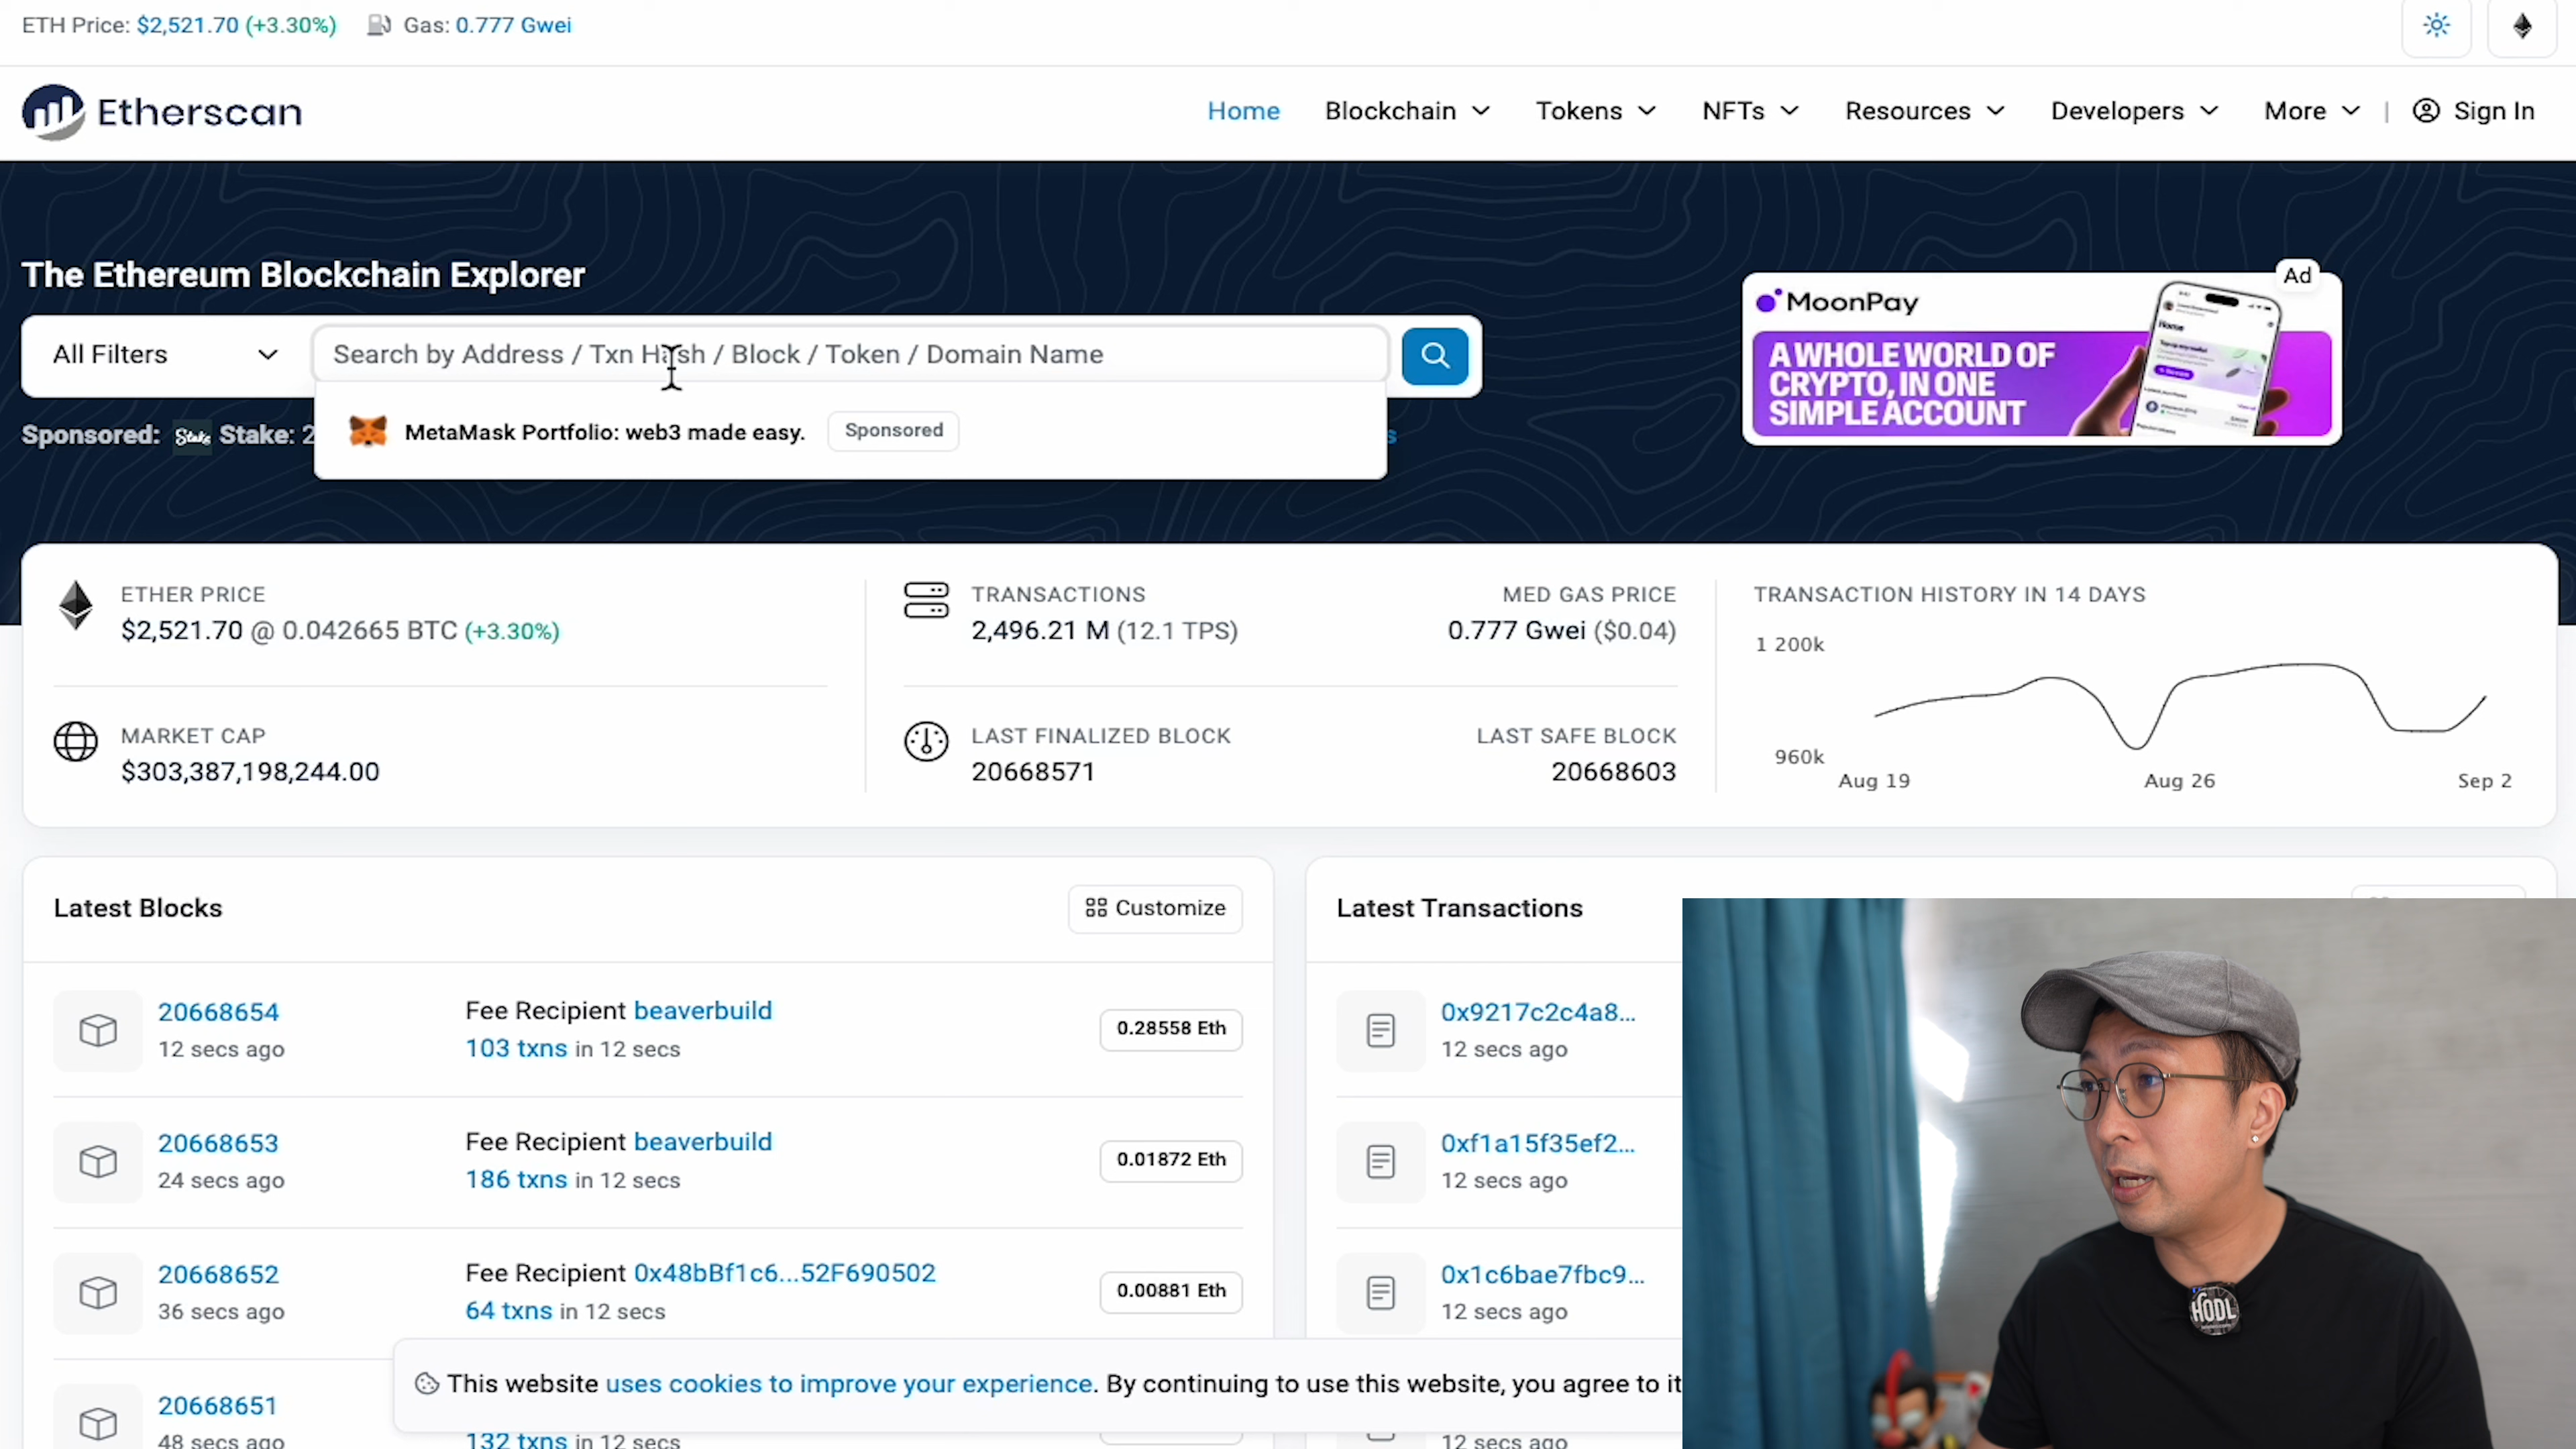 ETH Price: $2,521.70 (+3.30%) Gas: 0.777 Gwei
Etherscan
Home Blockchain Tokens NFTs Resources Developers More | Sign In
The Ethereum Blockchain Explorer
All Filters Search by Address / Txn Hash / Block / Token / Domain Name
MetaMask Portfolio: web3 made easy. Sponsored
Sponsored: Stake Stake: 2
s
Ad
MoonPay
A WHOLE WORLD OF
CRYPTO, IN ONE
SIMPLE ACCOUNT
ETHER PRICE
$2,521.70 @ 0.042665 BTC (+3.30%)
MARKET CAP
$303,387,198,244.00
TRANSACTIONS
2,496.21 M (12.1 TPS)
MED GAS PRICE
0.777 Gwei ($0.04)
LAST FINALIZED BLOCK
20668571
LAST SAFE BLOCK
20668603
TRANSACTION HISTORY IN 14 DAYS
1 200k
960k
Aug 19 Aug 26 Sep 2
Latest Blocks Customize
20668654
12 secs ago
Fee Recipient beaverbuild
103 txns in 12 secs
0.28558 Eth
20668653
24 secs ago
Fee Recipient beaverbuild
186 txns in 12 secs
0.01872 Eth
20668652
36 secs ago
Fee Recipient 0x48bBf1c6...52F690502
64 txns in 12 secs
0.00881 Eth
20668651
48 secs ago
132 txns in 12 secs
Latest Transactions
0x9217c2c4a8...
12 secs ago
0xf1a15f35ef2...
12 secs ago
0x1c6bae7fbc9...
12 secs ago
12 secs ago
This website uses cookies to improve your experience. By continuing to use this website, you agree to it
HODL